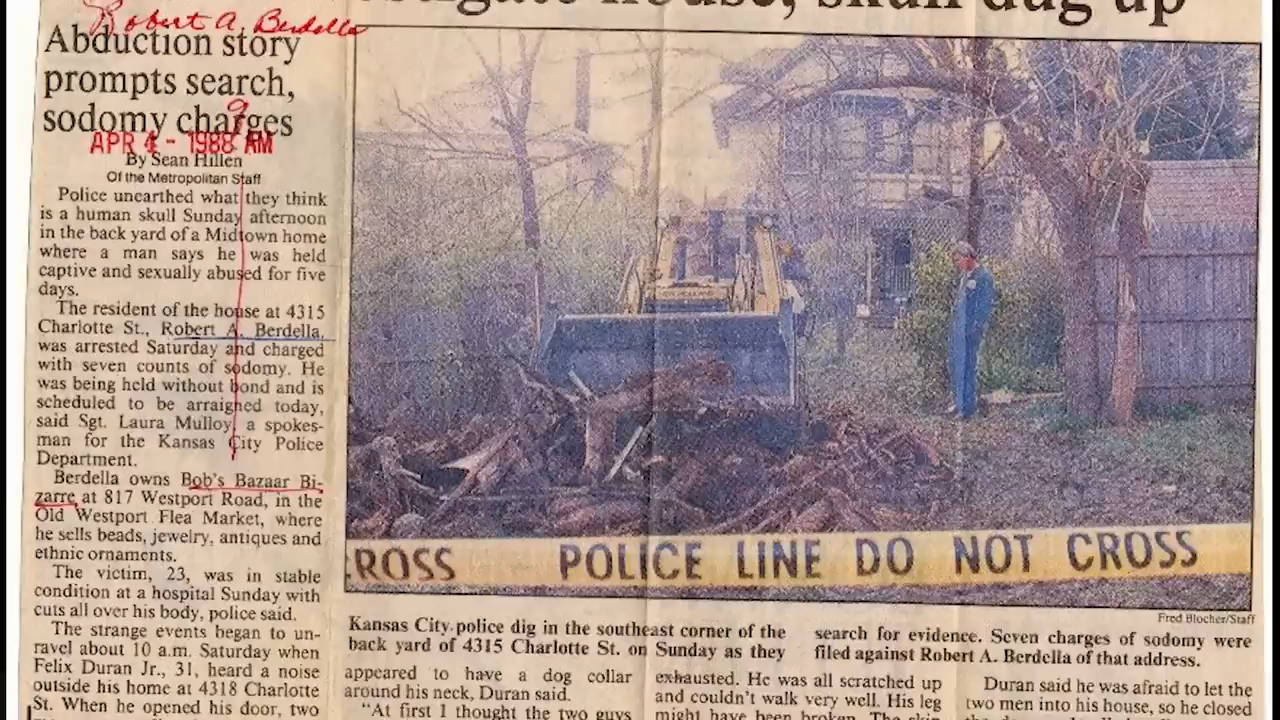 house, skull dug up
Robert A. Berdella
Abduction story
prompts search,
sodomy charges
9
APR 4 - 1988 AM
By Sean Hillen
Of the Metropolitan Staff
Police unearthed what they think
is a human skull Sunday afternoon
in the back yard of a Midtown home
where a man says he was held
captive and sexually abused for five
days.
The resident of the house at 4315
Charlotte St., Robert A. Berdella,
was arrested Saturday and charged
with seven counts of sodomy. He
was being held without bond and is
scheduled to be arraigned today,
said Sgt. Laura Mulloy, a spokes-
man for the Kansas City Police
Department.
Berdella owns Bob's Bazaar Bi-
zarre at 817 Westport Road, in the
Old Westport Flea Market, where
he sells beads, jewelry, antiques and
ethnic ornaments.
The victim, 23, was in stable
condition at a hospital Sunday with
cuts all over his body, police said.
The strange events began to un-
ravel about 10 a.m. Saturday when
Felix Duran Jr., 31, heard a noise
outside his home at 4318 Charlotte
St. When he opened his door, two
CROSS POLICE LINE DO NOT CROSS
Fred Blocher/Staff
Kansas City police dig in the southeast corner of the
back yard of 4315 Charlotte St. on Sunday as they
search for evidence. Seven charges of sodomy were
filed against Robert A. Berdella of that address.
appeared to have a dog collar
around his neck, Duran said.
"At first I thought the two guys
exhausted. He was all scratched up
and couldn't walk very well. His leg
might have been broken. The skin
Duran said he was afraid to let the
two men into his house, so he closed